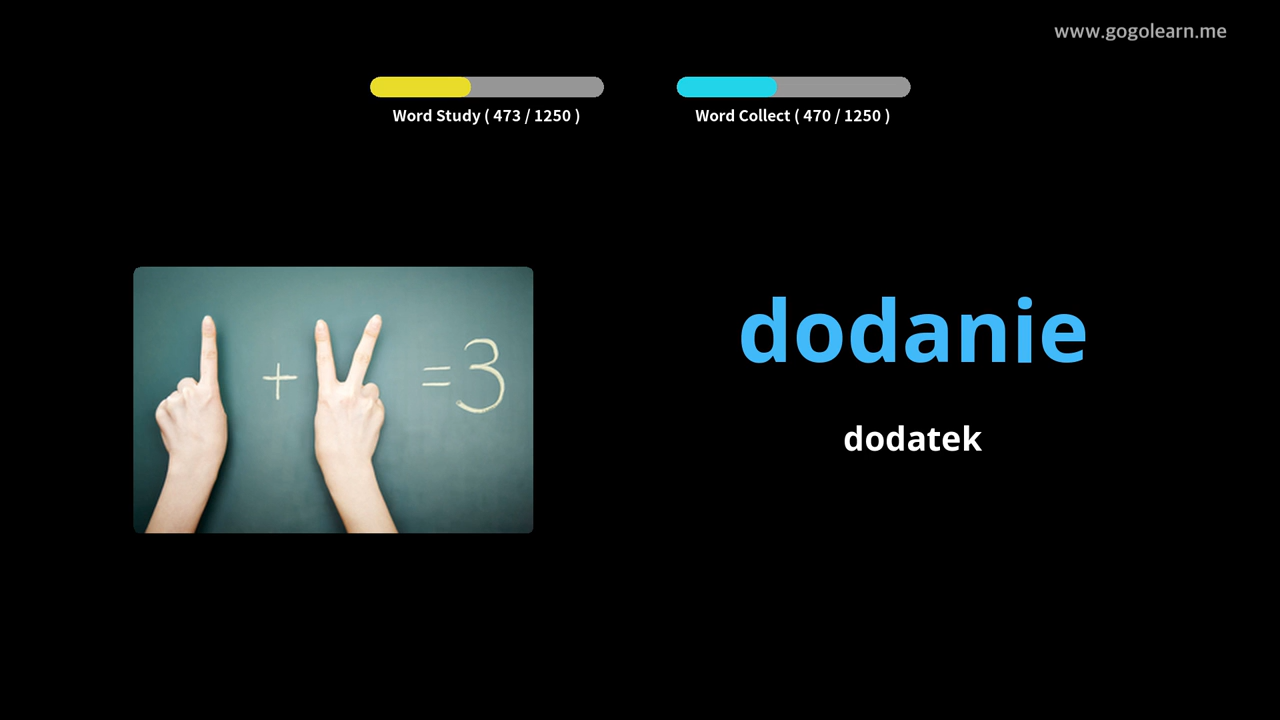 www.gogolearn.me
Word Study ( 473 / 1250 )
Word Collect ( 470 / 1250 )
+ = 3
dodanie
dodatek